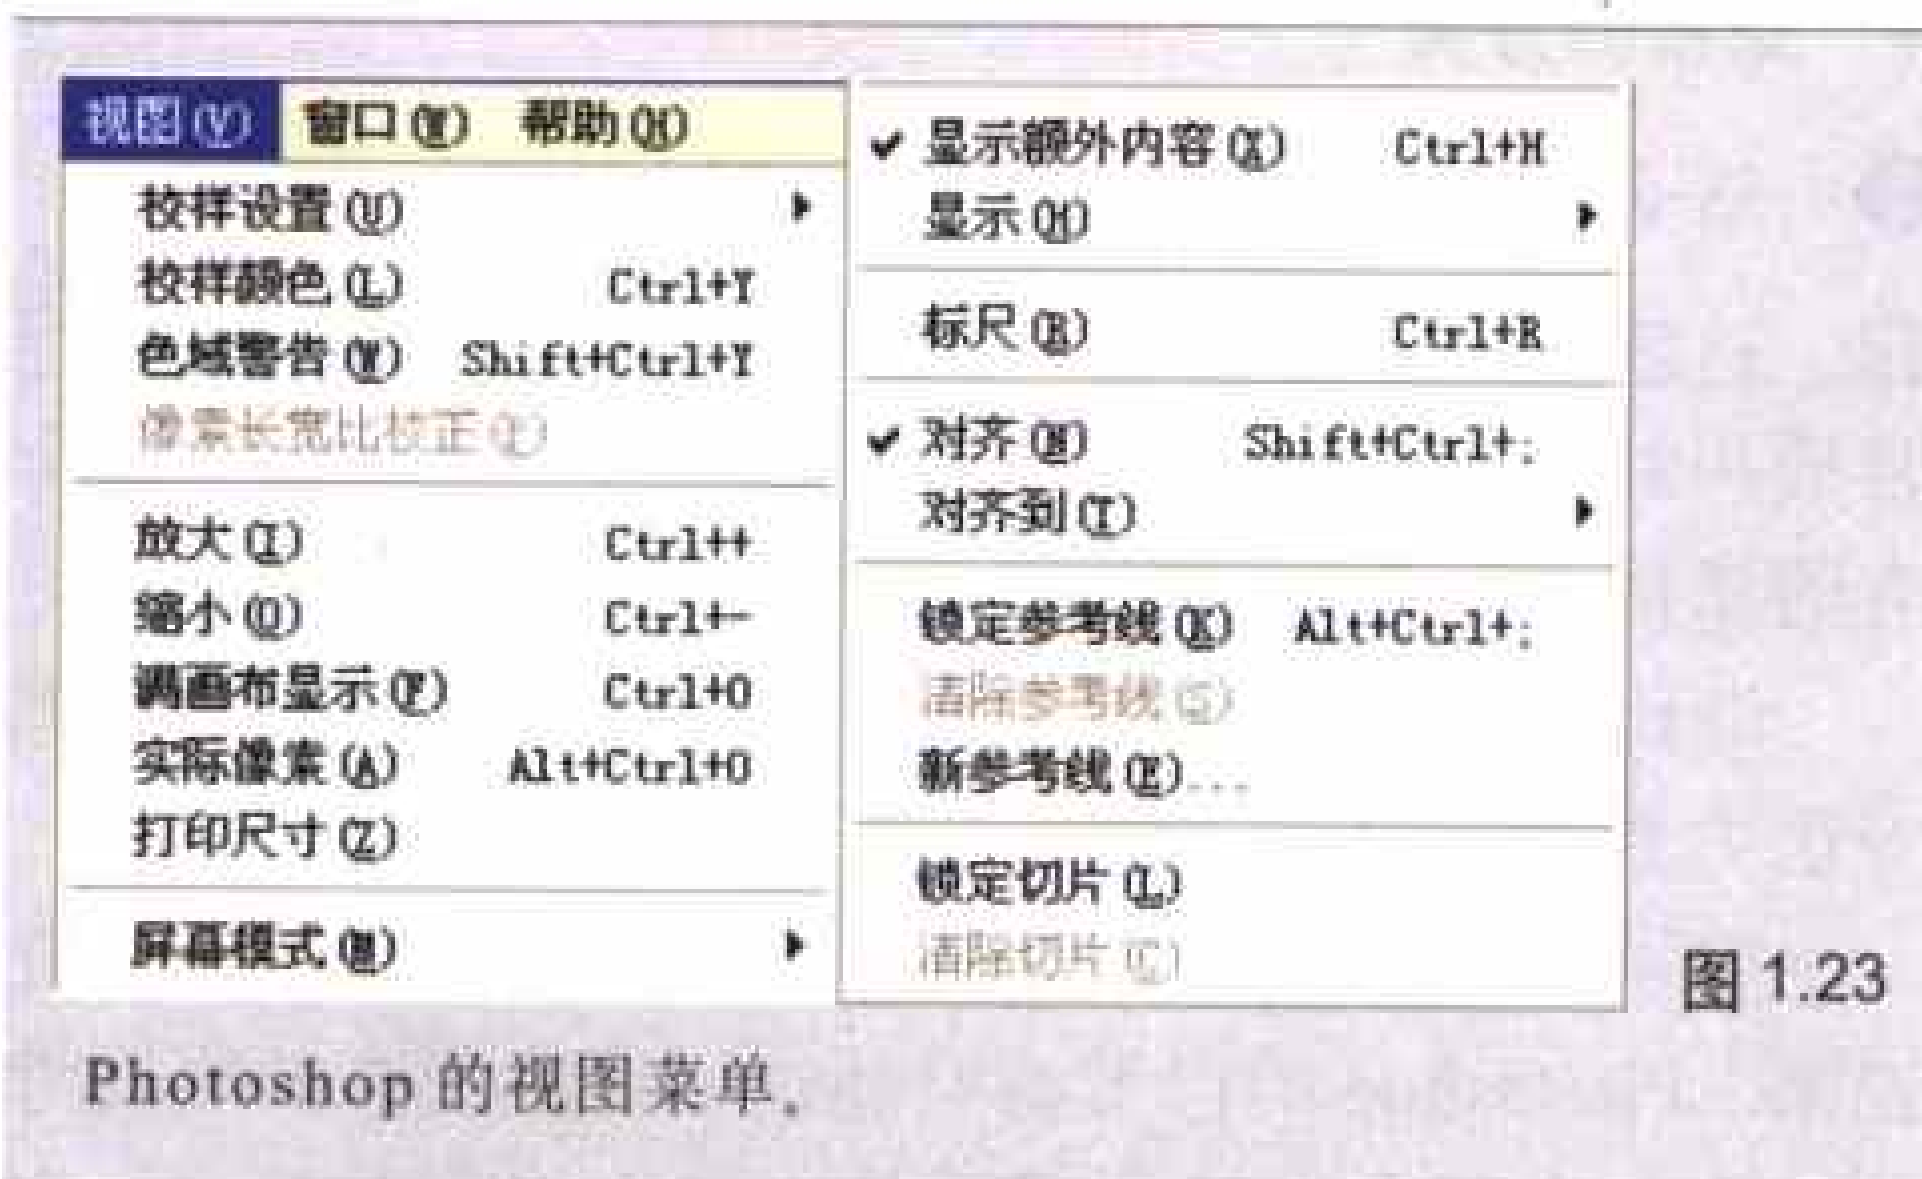 视图(V) 窗口(W) 帮助(H)
校样设置(U)
校样颜色(L) Ctrl+Y
色域警告(W) Shift+Ctrl+Y
像素长宽比校正(P)
放大(I) Ctrl++
缩小(O) Ctrl+-
满画布显示(F) Ctrl+0
实际像素(A) Alt+Ctrl+0
打印尺寸(Z)
屏幕模式(M)
✔ 显示额外内容(X) Ctrl+H
显示(H)
标尺(R) Ctrl+R
✔ 对齐(N) Shift+Ctrl+;
对齐到(T)
锁定参考线(K) Alt+Ctrl+;
清除参考线(S)
新参考线(E)...
锁定切片(L)
清除切片(C)
图 1.23
Photoshop 的视图菜单。